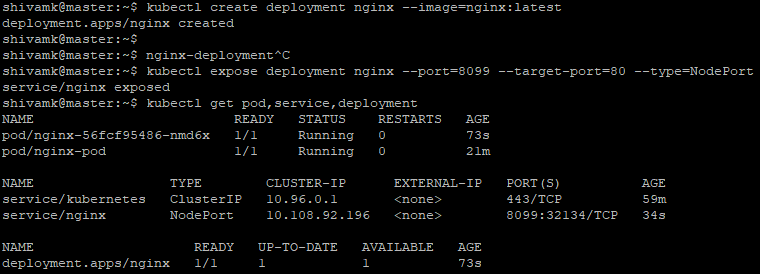 shivamk@master:~$ kubectl create deployment nginx --image=nginx:latest
deployment.apps/nginx created
shivamk@master:~$
shivamk@master:~$ nginx-deployment^C
shivamk@master:~$ kubectl expose deployment nginx --port=8099 --target-port=80 --type=NodePort
service/nginx exposed
shivamk@master:~$ kubectl get pod,service,deployment
NAME READY STATUS RESTARTS AGE
pod/nginx-56fcf95486-nmd6x 1/1 Running 0 73s
pod/nginx-pod 1/1 Running 0 21m
NAME TYPE CLUSTER-IP EXTERNAL-IP PORT(S) AGE
service/kubernetes ClusterIP 10.96.0.1 <none> 443/TCP 59m
service/nginx NodePort 10.108.92.196 <none> 8099:32134/TCP 34s
NAME READY UP-TO-DATE AVAILABLE AGE
deployment.apps/nginx 1/1 1 1 73s